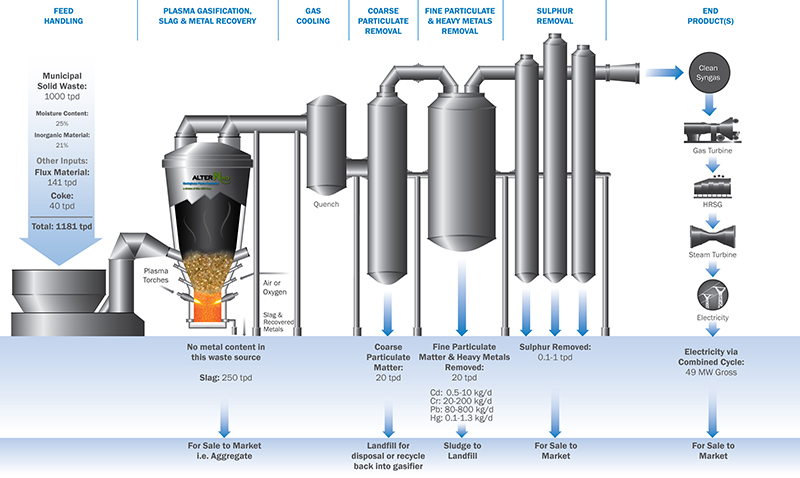 FEED
HANDLING
PLASMA GASIFICATION,
SLAG & METAL RECOVERY
GAS
COOLING
COARSE
PARTICULATE
REMOVAL
FINE PARTICULATE
& HEAVY METALS
REMOVAL
SULPHUR
REMOVAL
END
PRODUCT(S)
Municipal
Solid Waste:
1000 tpd
Moisture Content:
25%
Inorganic Material:
21%
Other Inputs:
Flux Material:
141 tpd
Coke:
40 tpd
Total: 1181 tpd
ALTER
Plasma
Torches
Air or
Oxygen
Slag &
Recovered
Metals
Quench
Clean
Syngas
Gas Turbine
HRSG
Steam Turbine
Electricity
No metal content in
this waste source
Slag: 250 tpd
Coarse
Particulate
Matter:
20 tpd
Fine Particulate
Matter & Heavy Metals
Removed:
20 tpd
Cd: 0.5-10 kg/d
Cr: 20-200 kg/d
Pb: 80-800 kg/d
Hg: 0.1-1.3 kg/d
Sulphur Removed:
0.1-1 tpd
Electricity via
Combined Cycle:
49 MW Gross
For Sale to Market
i.e. Aggregate
Landfill for
disposal or recycle
back into gasifier
Sludge to
Landfill
For Sale to
Market
For Sale to
Market